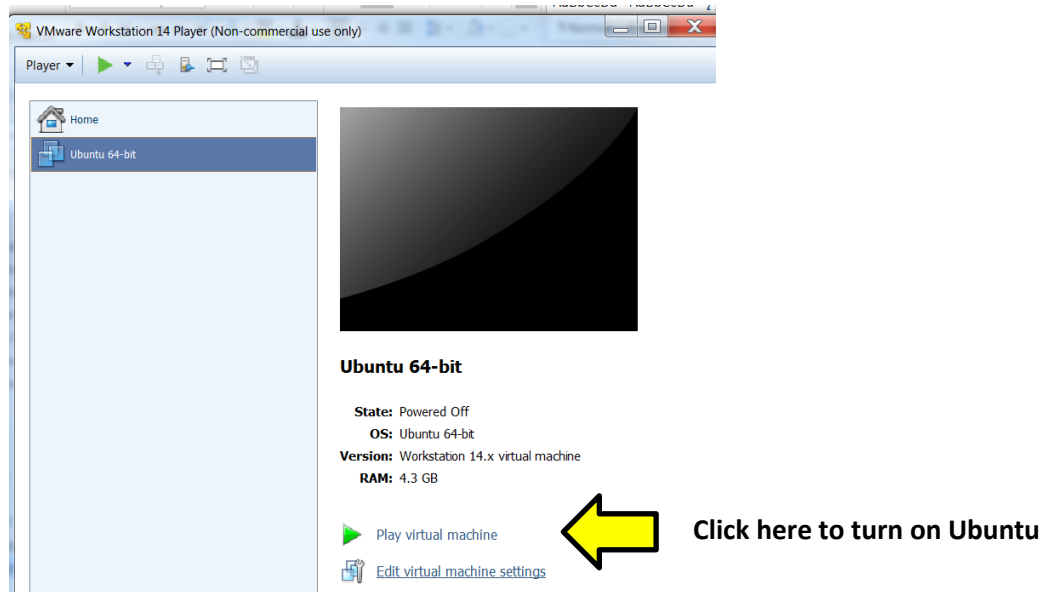 VMware Workstation 14 Player (Non-commercial use only)
Player
Home
Ubuntu 64-bit
Ubuntu 64-bit
State: Powered Off
OS: Ubuntu 64-bit
Version: Workstation 14.x virtual machine
RAM: 4.3 GB
Play virtual machine
Click here to turn on Ubuntu
Edit virtual machine settings